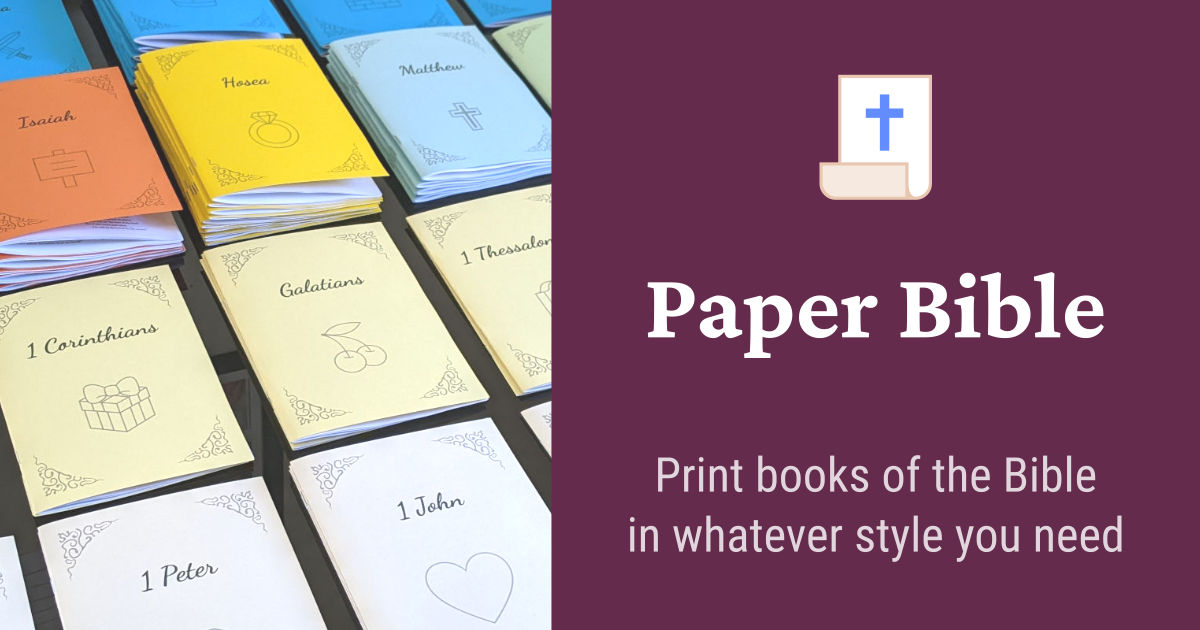 Isaiah
Hosea
Matthew
1 Corinthians
Galatians
1 Thessalon
1 Peter
1 John
Paper Bible
Print books of the Bible
in whatever style you need